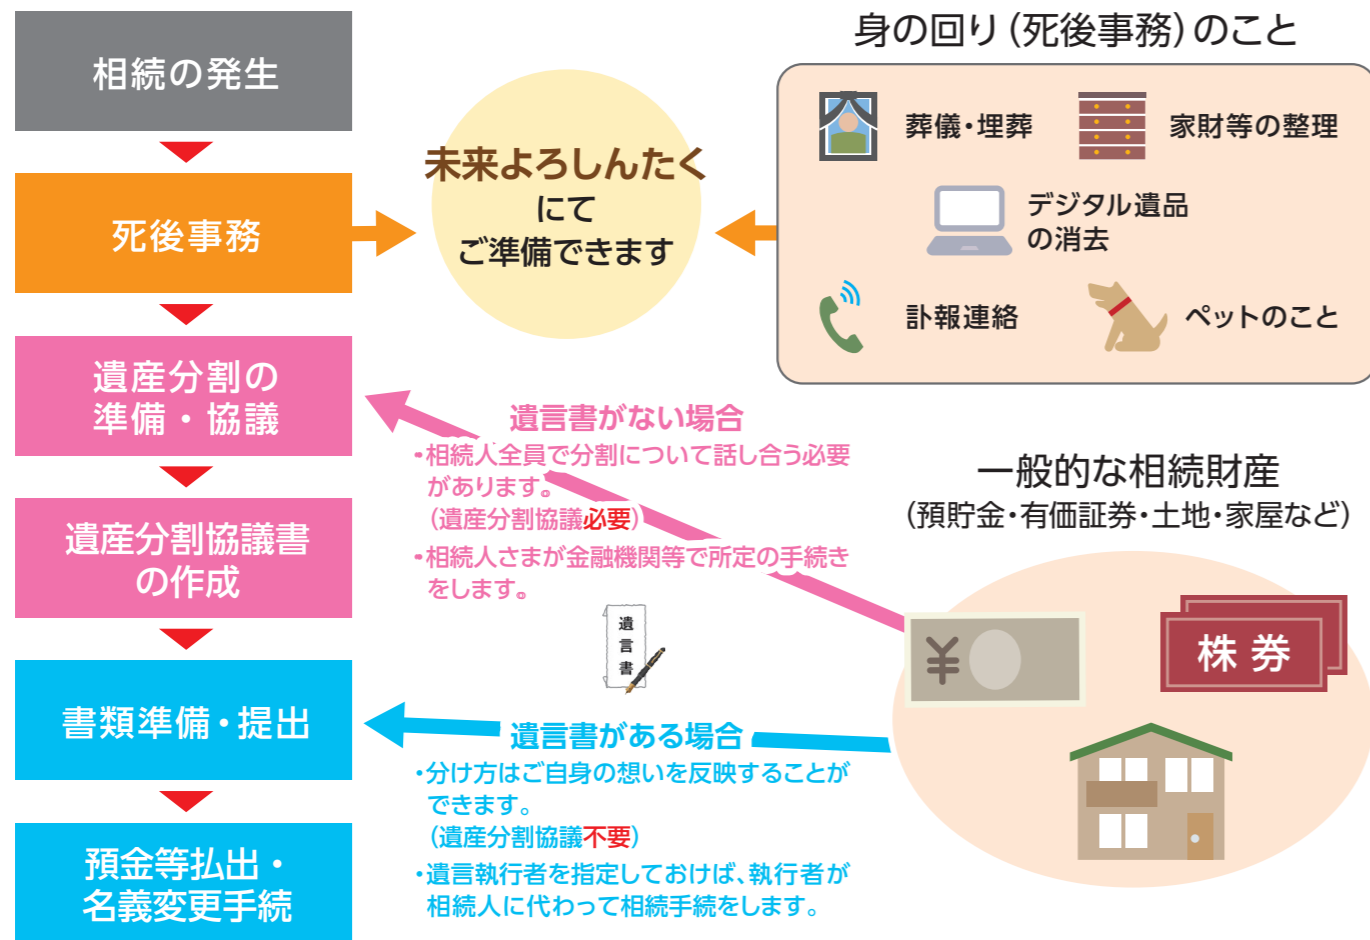 相続の発生
死後事務
遺産分割の
準備・協議
遺産分割協議書
の作成
書類準備・提出
預金等払出・
名義変更手続
未来よろしんたく
にて
ご準備できます
身の回り(死後事務)のこと
葬儀・埋葬
家財等の整理
デジタル遺品
の消去
訃報連絡
ペットのこと
遺言書がない場合
・相続人全員で分割について話し合う必要
があります。
(遺産分割協議必要)
・相続人さまが金融機関等で所定の手続き
をします。
遺言書
遺言書がある場合
・分け方はご自身の想いを反映することが
できます。
(遺産分割協議不要)
・遺言執行者を指定しておけば、執行者が
相続人に代わって相続手続をします。
一般的な相続財産
(預貯金・有価証券・土地・家屋など)
¥
株券